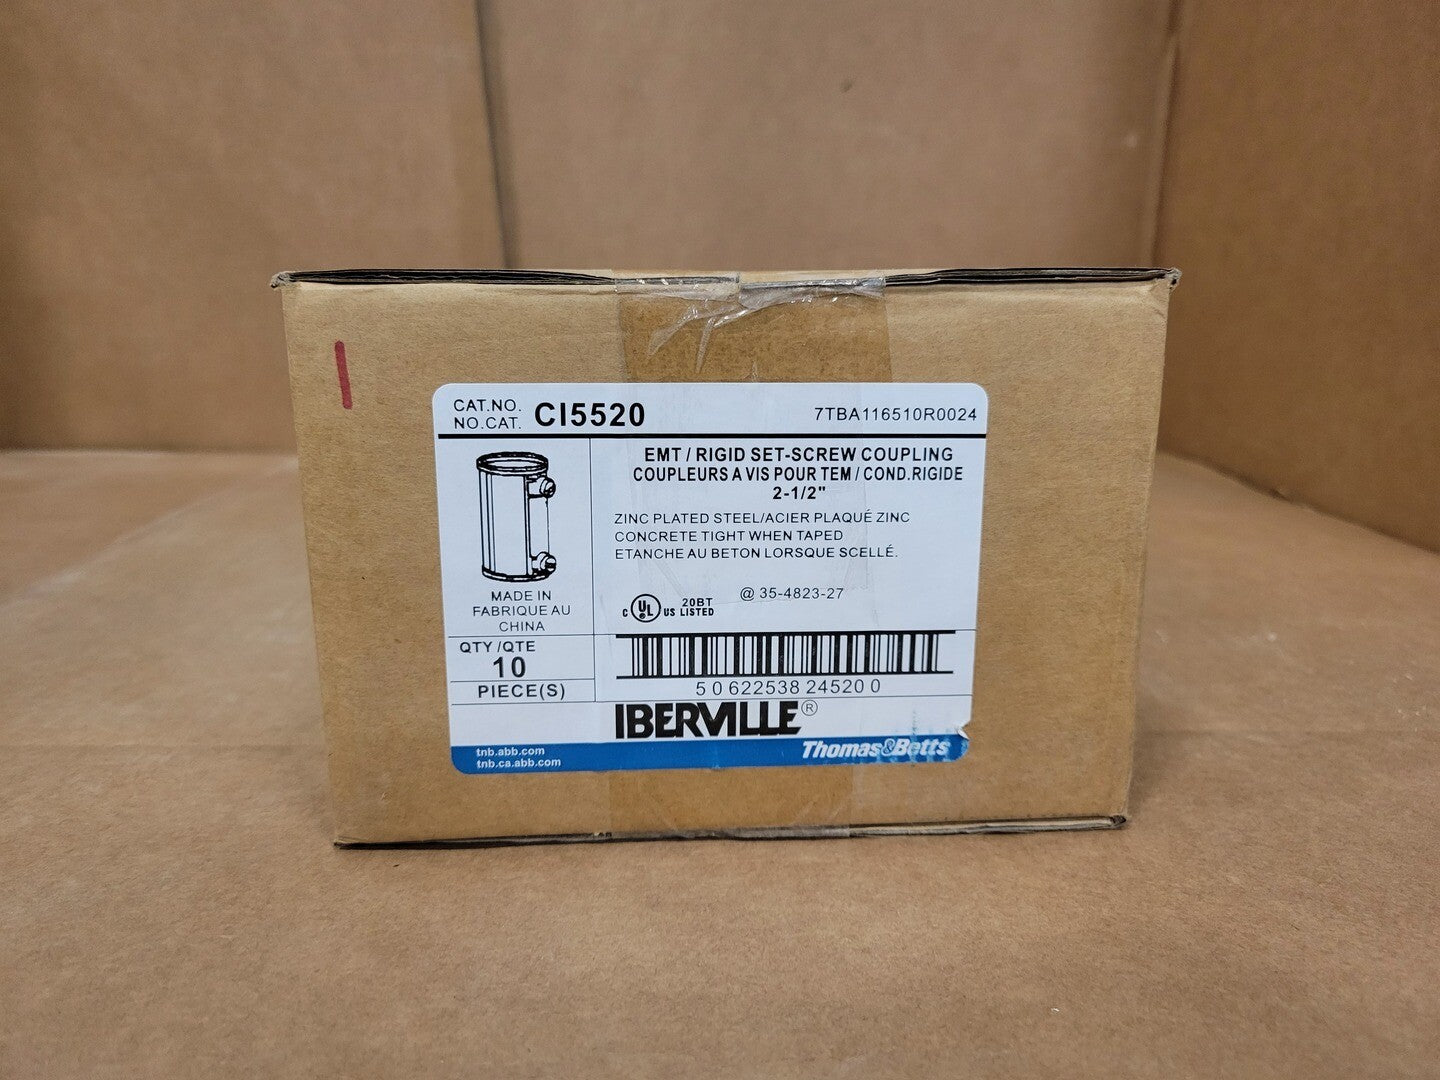 CAT.NO.
NO.CAT. CI5520 7TBA116510R0024
EMT / RIGID SET-SCREW COUPLING
COUPLEURS A VIS POUR TEM / COND.RIGIDE
2-1/2"
ZINC PLATED STEEL/ACIER PLAQUÉ ZINC
CONCRETE TIGHT WHEN TAPED
ETANCHE AU BETON LORSQUE SCELLÉ.
@ 35-4823-27
C UL US 20BT
LISTED
MADE IN
FABRIQUE AU
CHINA
QTY /QTE
10
PIECE(S)
5 0 622538 24520 0
IBERVILLE®
tnb.abb.com
tnb.ca.abb.com
Thomas&Betts